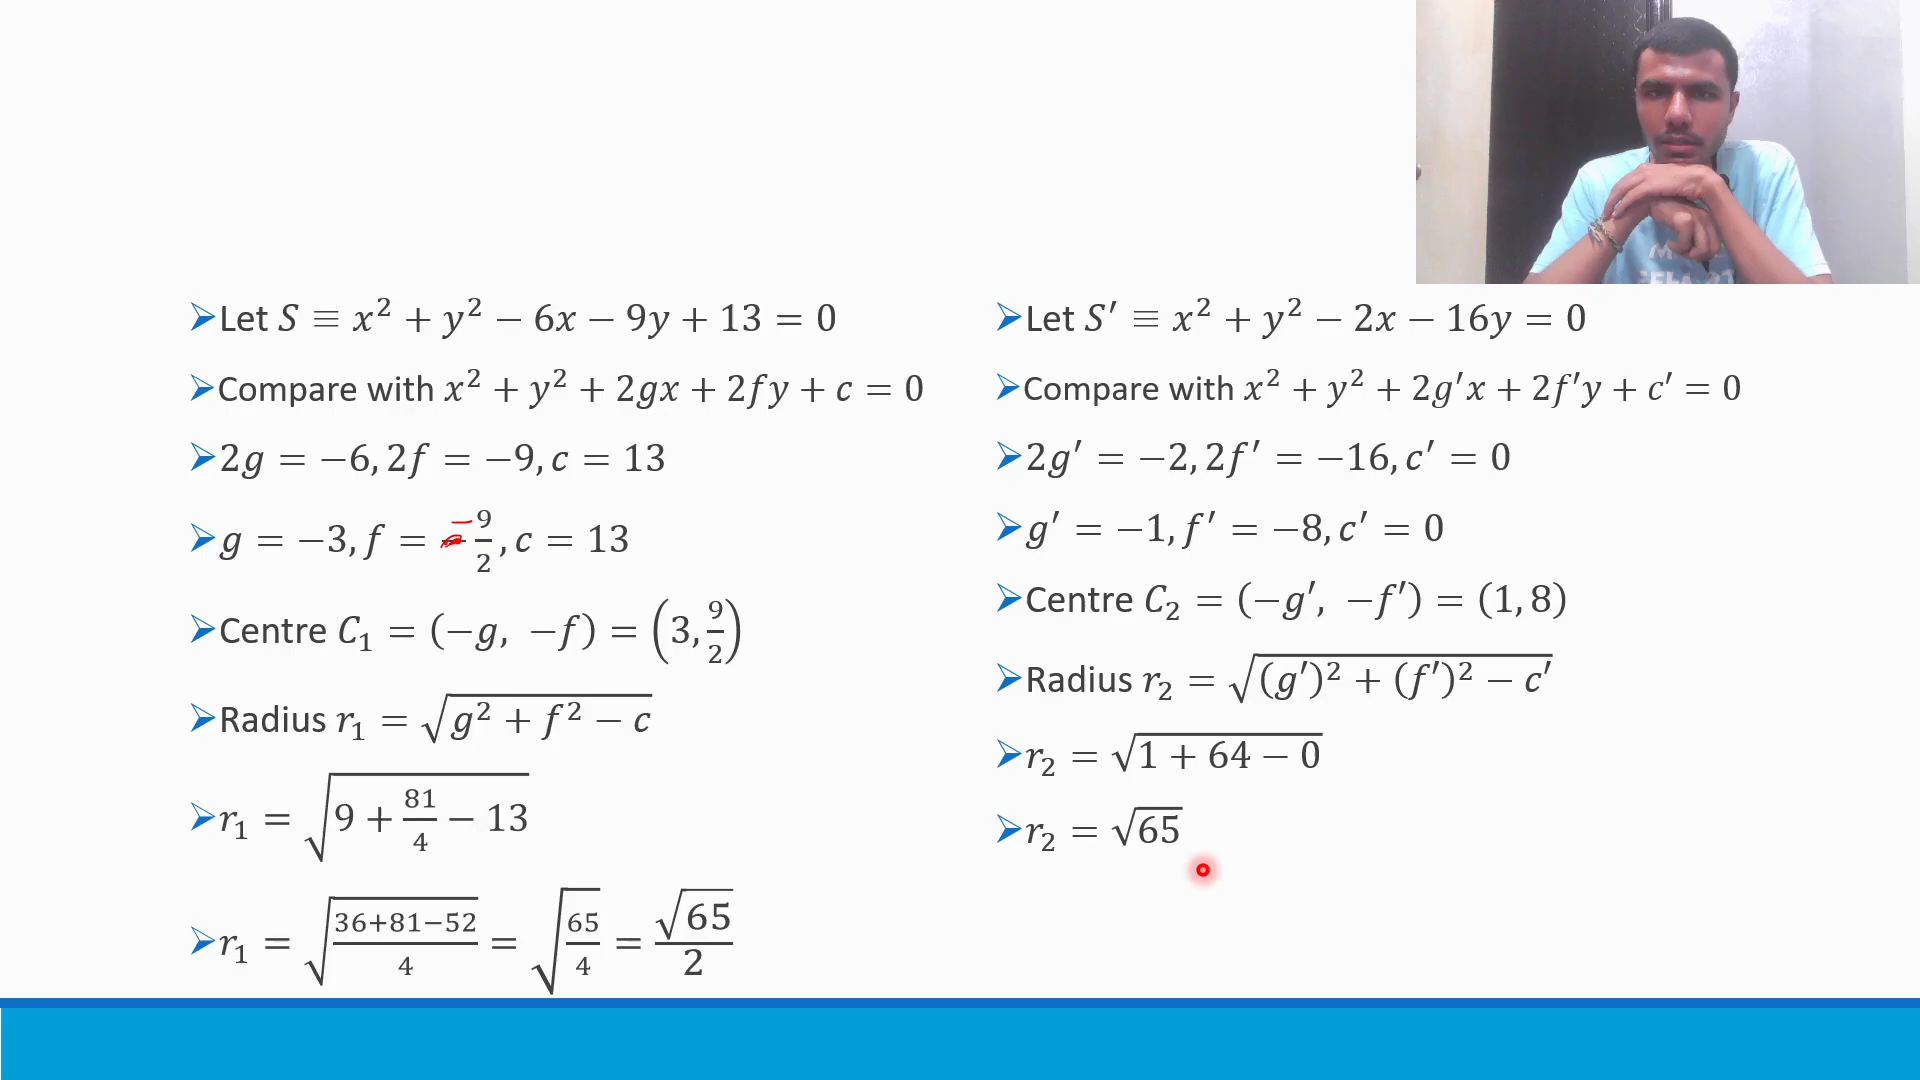 ➢Let S ≡ x² + y² − 6x − 9y + 13 = 0
➢Compare with x² + y² + 2gx + 2fy + c = 0
➢2g = −6, 2f = −9, c = 13
➢g = −3, f = −9/2, c = 13
➢Centre C₁ = (−g, −f) = (3, 9/2)
➢Radius r₁ = √(g² + f² − c)
➢r₁ = √(9 + 81/4 − 13)
➢r₁ = √((36+81−52)/4) = √(65/4) = √65/2
➢Let S′ ≡ x² + y² − 2x − 16y = 0
➢Compare with x² + y² + 2g′x + 2f′y + c′ = 0
➢2g′ = −2, 2f′ = −16, c′ = 0
➢g′ = −1, f′ = −8, c′ = 0
➢Centre C₂ = (−g′, −f′) = (1, 8)
➢Radius r₂ = √((g′)² + (f′)² − c′)
➢r₂ = √(1 + 64 − 0)
➢r₂ = √65